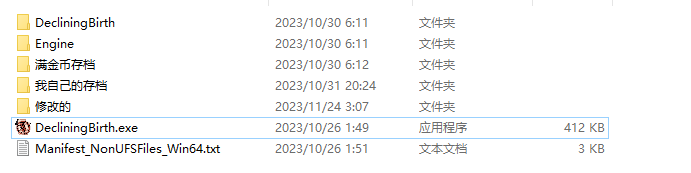 DecliningBirth 2023/10/30 6:11 文件夹
Engine 2023/10/30 6:11 文件夹
满金币存档 2023/10/30 6:12 文件夹
我自己的存档 2023/10/31 20:24 文件夹
修改的 2023/11/24 3:07 文件夹
DecliningBirth.exe 2023/10/26 1:49 应用程序 412 KB
Manifest_NonUFSFiles_Win64.txt 2023/10/26 1:51 文本文档 3 KB